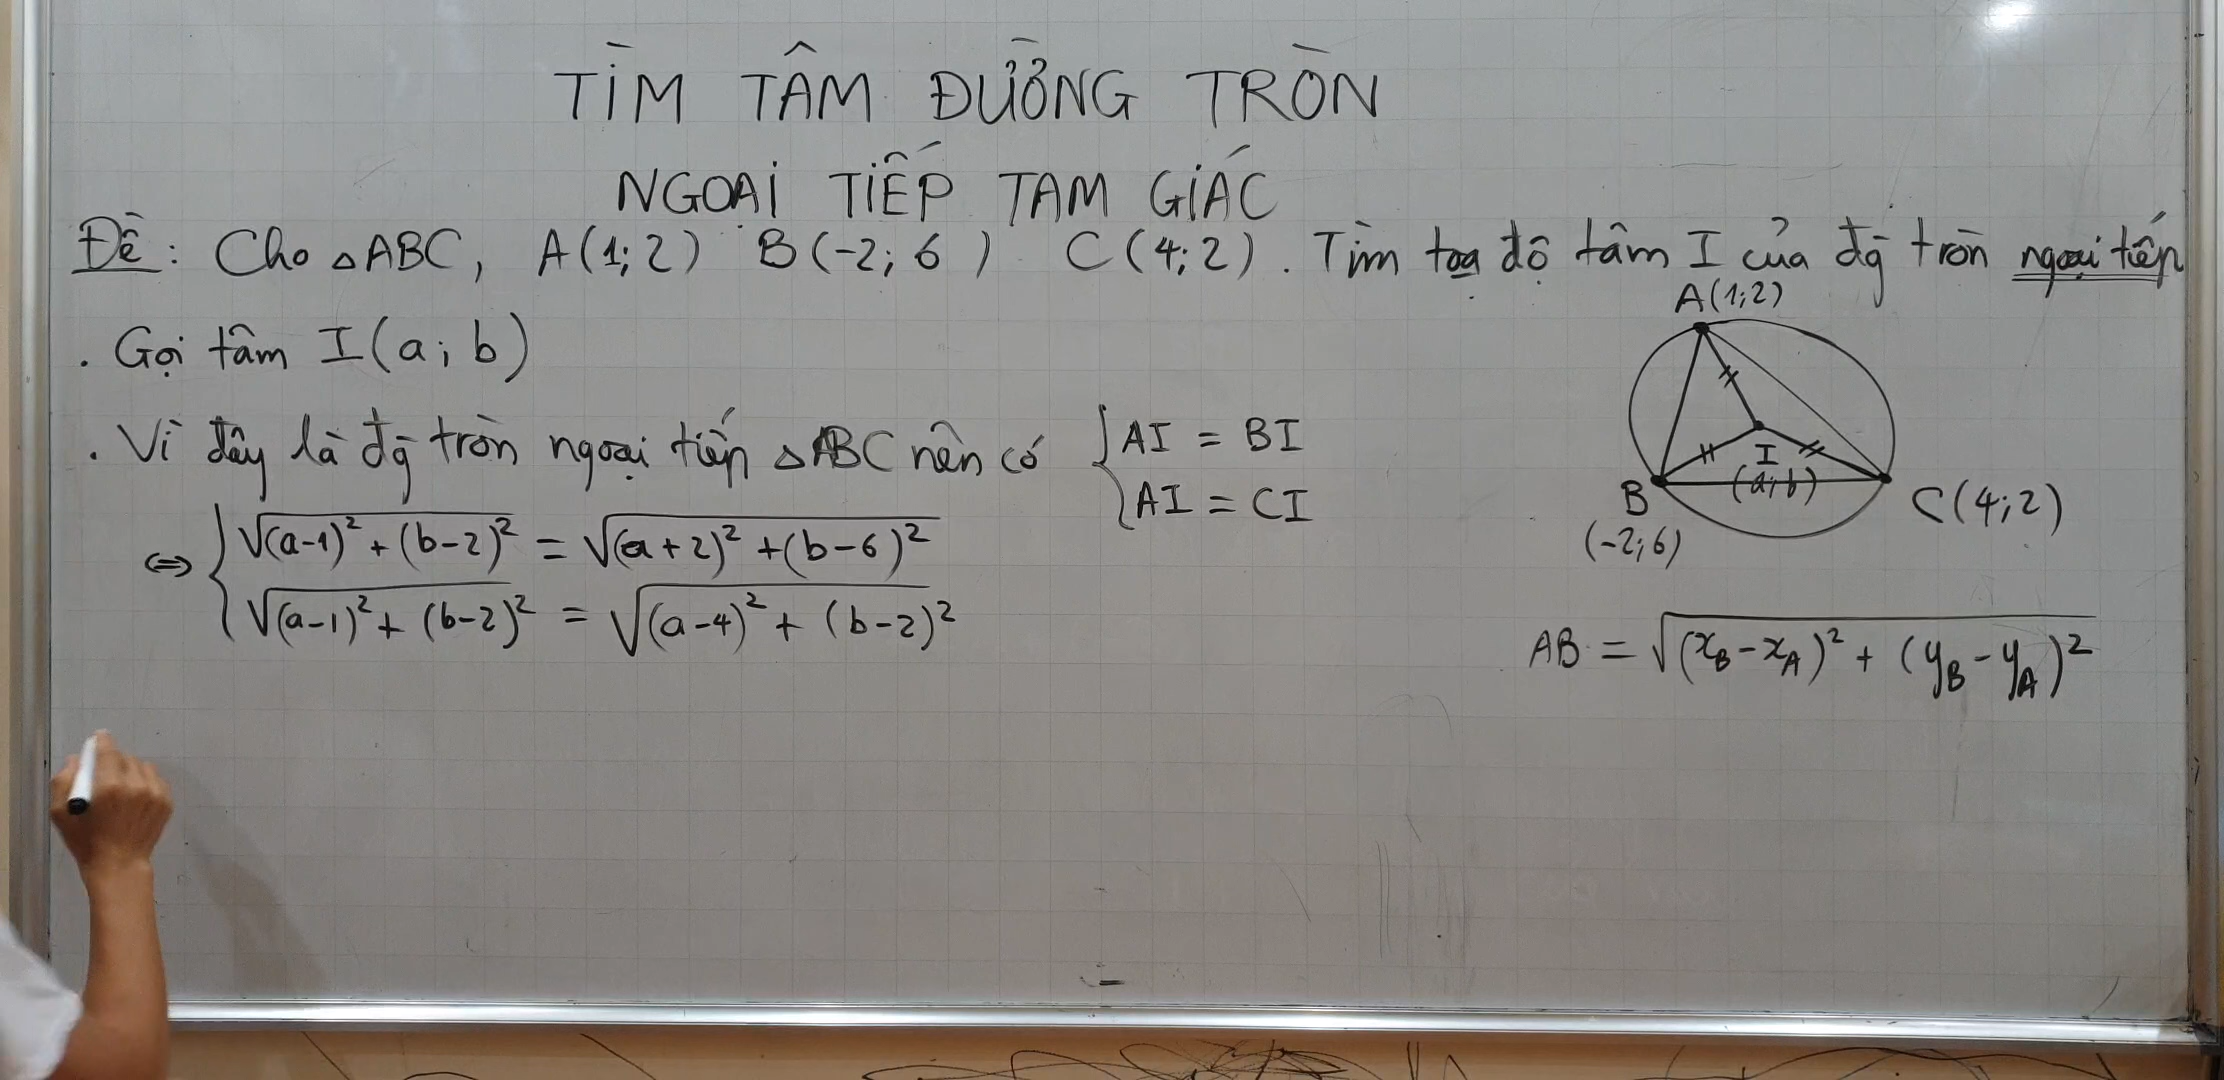 TÌM TÂM ĐƯỜNG TRÒN
NGOẠI TIẾP TAM GIÁC
Đề: Cho △ABC, A(1;2) B(-2;6) C(4;2). Tìm toạ độ tâm I của đg̀ tròn ngoại tiếp
. Gọi tâm I(a;b)
. Vì đây là đg̀ tròn ngoại tiếp △ABC nên có { AI = BI
AI = CI
⇔ { √((a-1)² + (b-2)²) = √((a+2)² + (b-6)²)
√((a-1)² + (b-2)²) = √((a-4)² + (b-2)²)
A(1;2)
I
(a;b)
B
(-2;6)
C(4;2)
AB = √((x_B - x_A)² + (y_B - y_A)²)